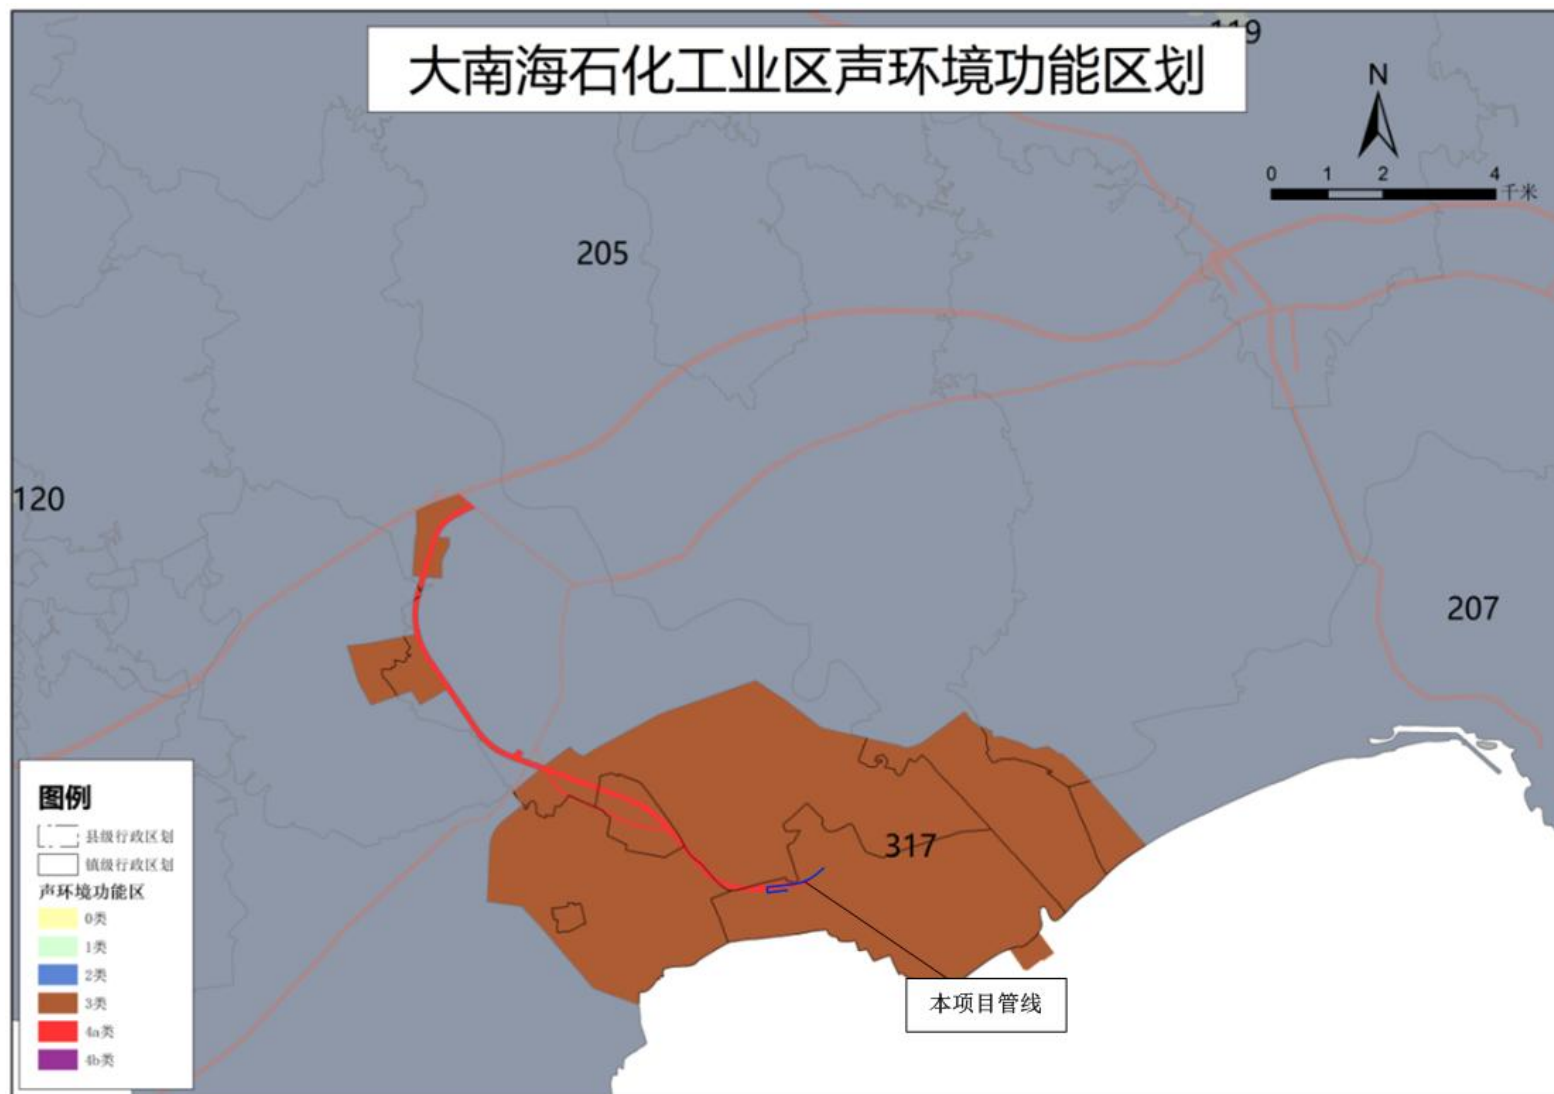 119
大南海石化工业区声环境功能区划
N
0 1 2 4
千米
205
120
207
317
本项目管线
图例
县级行政区划
镇级行政区划
声环境功能区
0类
1类
2类
3类
4a类
4b类